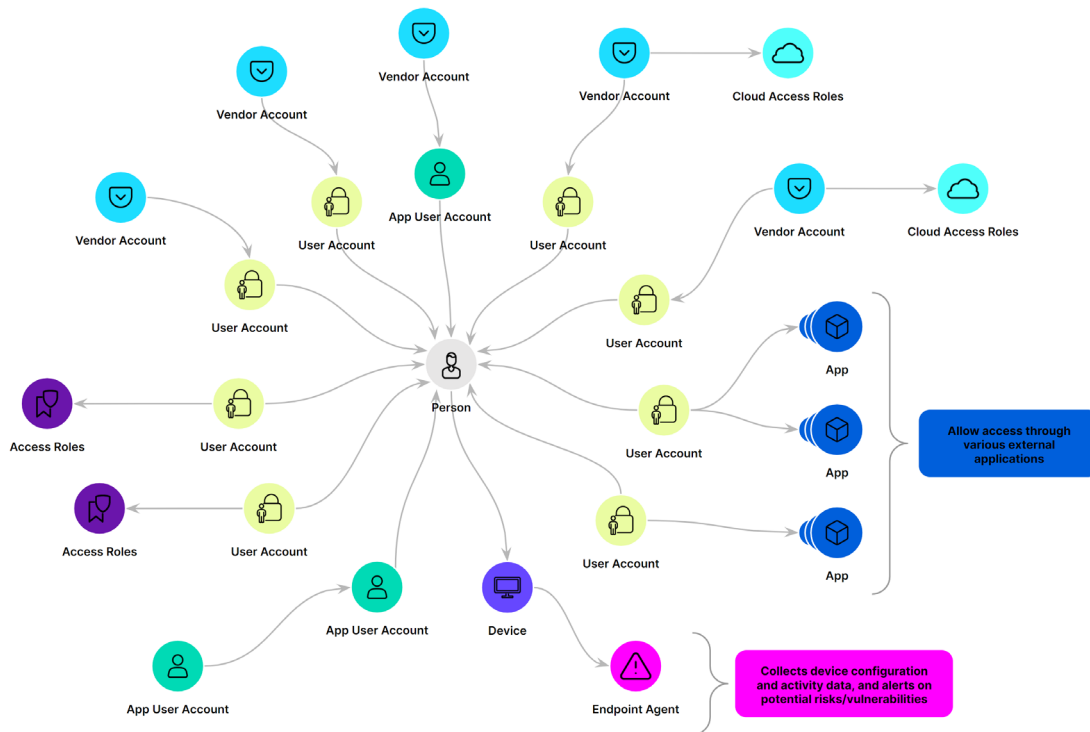 Vendor Account
Vendor Account
Vendor Account
Cloud Access Roles
App User Account
Vendor Account
User Account
User Account
Vendor Account
Cloud Access Roles
User Account
User Account
App
Person
Allow access through
various external
applications
Access Roles
User Account
User Account
App
Access Roles
User Account
User Account
App
App User Account
Device
Collects device configuration
and activity data, and alerts on
potential risks/vulnerabilities
App User Account
Endpoint Agent